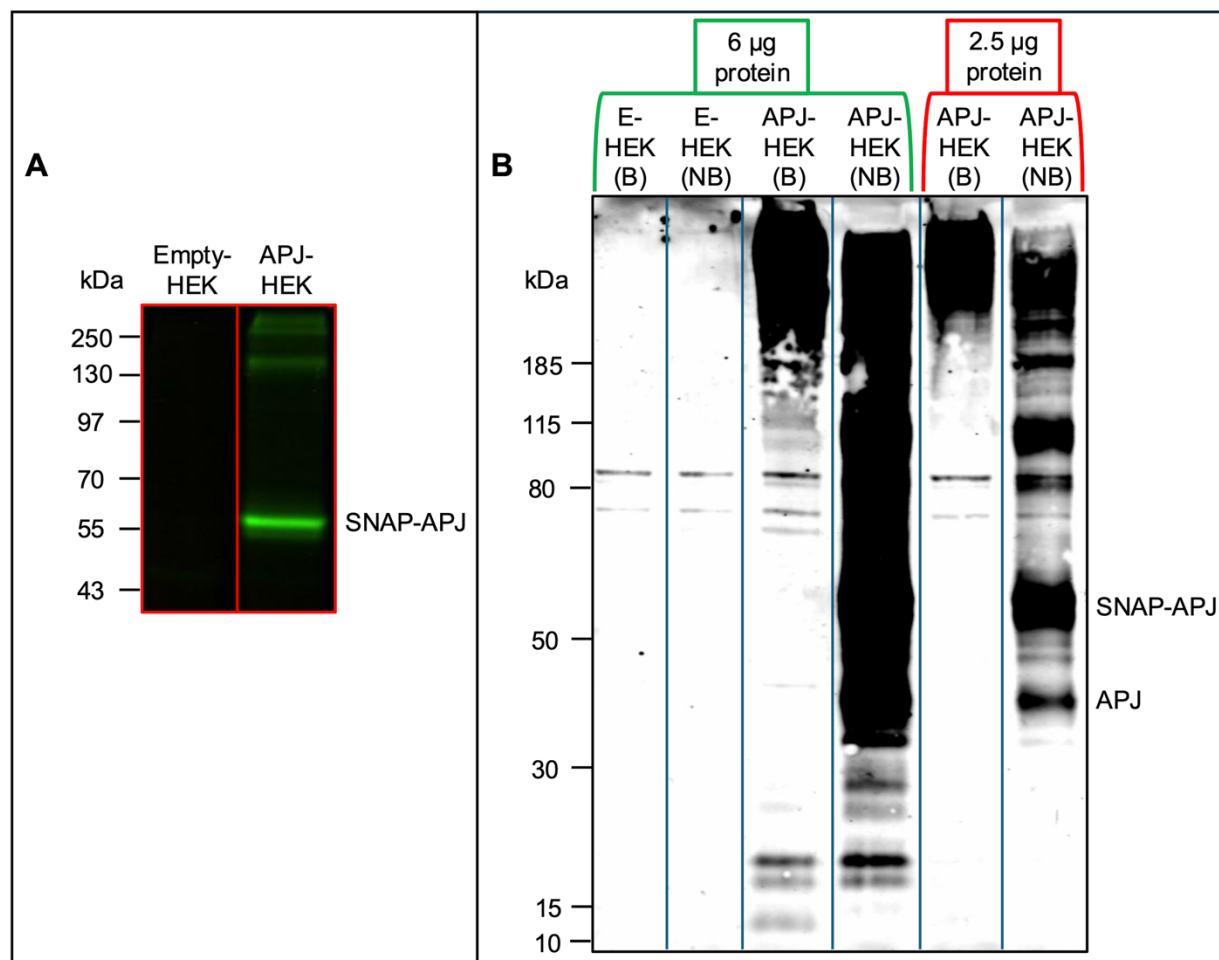 A
kDa
Empty-
HEK
APJ-
HEK
250
130
97
70
55
43
SNAP-APJ
B
6 µg
protein
2.5 µg
protein
E-
HEK
(B)
E-
HEK
(NB)
APJ-
HEK
(B)
APJ-
HEK
(NB)
APJ-
HEK
(B)
APJ-
HEK
(NB)
kDa
185
115
80
50
30
15
10
SNAP-APJ
APJ